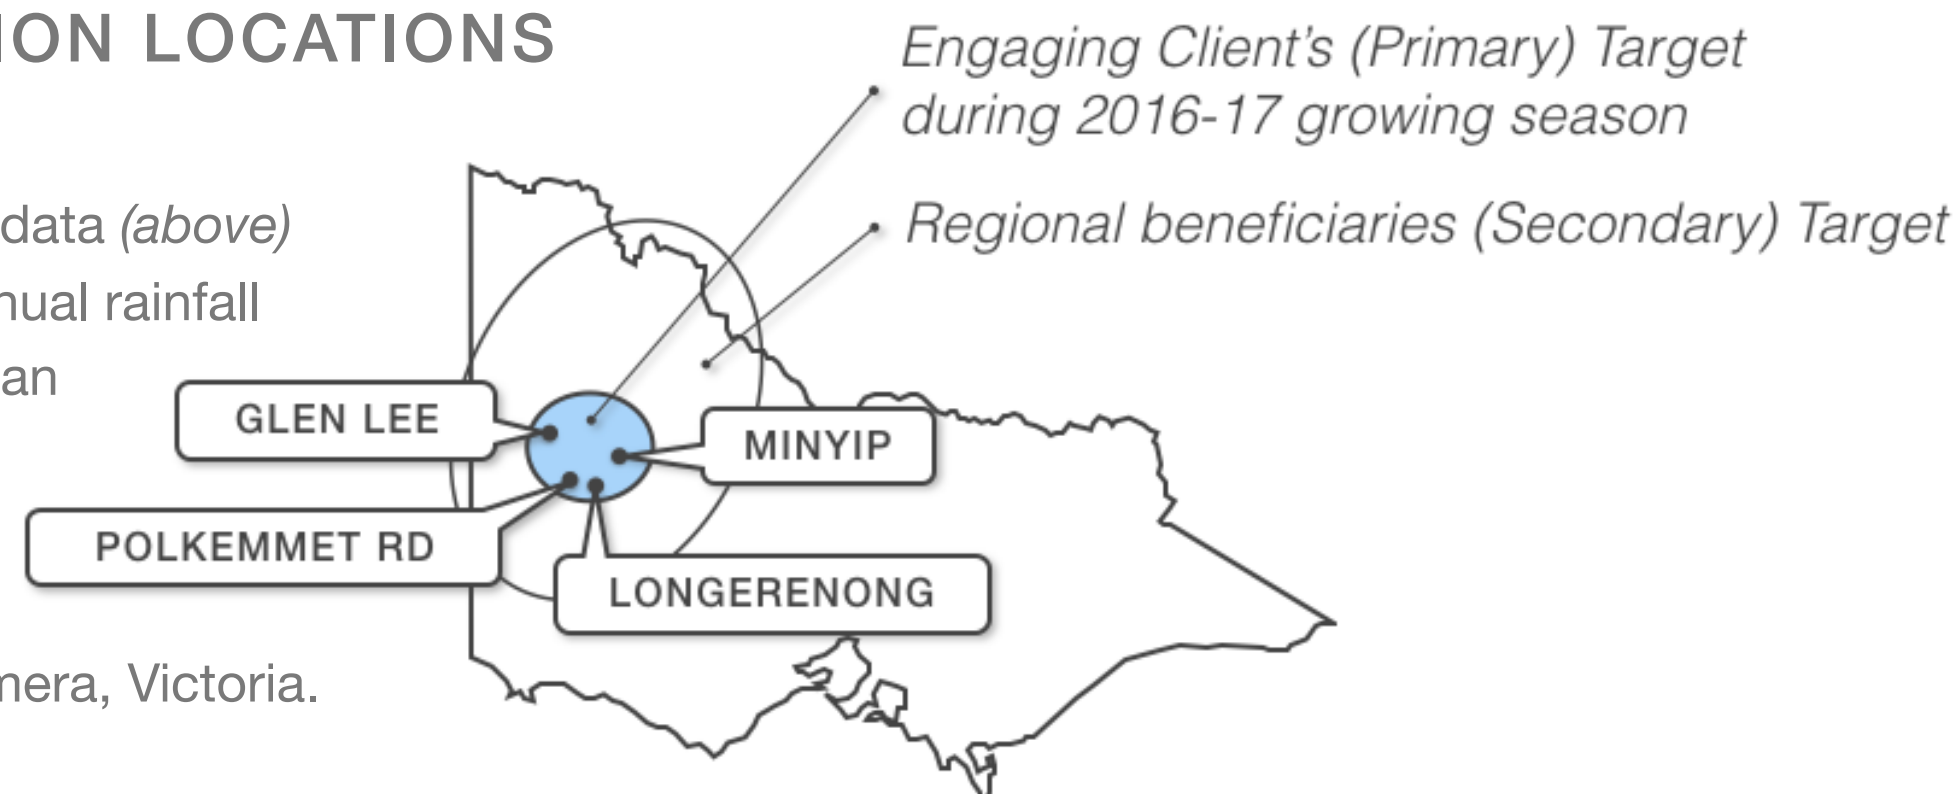 ION LOCATIONS
Engaging Client's (Primary) Target
during 2016-17 growing season
Regional beneficiaries (Secondary) Target
data (above)
nual rainfall
an
GLEN LEE
MINYIP
POLKEMMET RD
LONGERENONG
mera, Victoria.